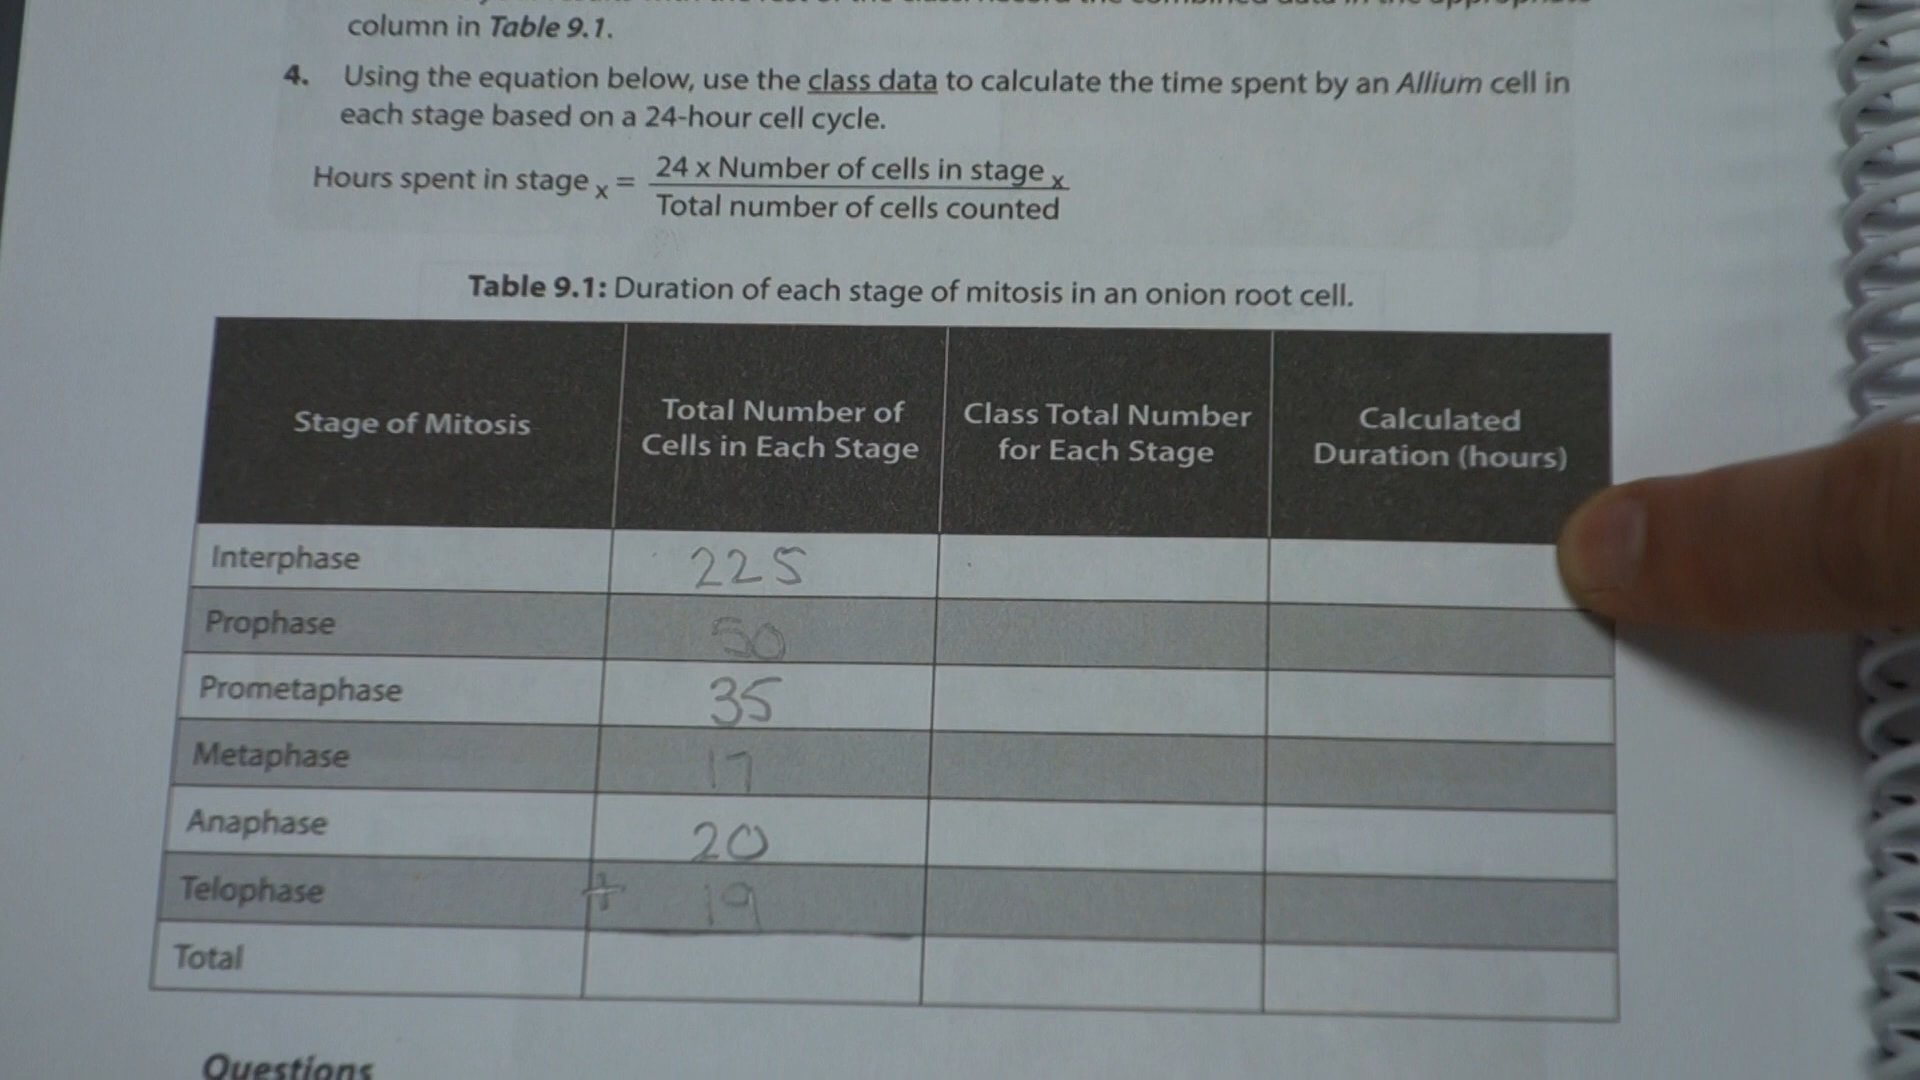 column in Table 9.1.
4. Using the equation below, use the class data to calculate the time spent by an Allium cell in
each stage based on a 24-hour cell cycle.
Hours spent in stage x = 24 x Number of cells in stage x
Total number of cells counted
Table 9.1: Duration of each stage of mitosis in an onion root cell.
Stage of Mitosis
Total Number of
Cells in Each Stage
Class Total Number
for Each Stage
Calculated
Duration (hours)
Interphase 225
Prophase 50
Prometaphase 35
Metaphase 17
Anaphase 20
Telophase + 19
Total
Questions